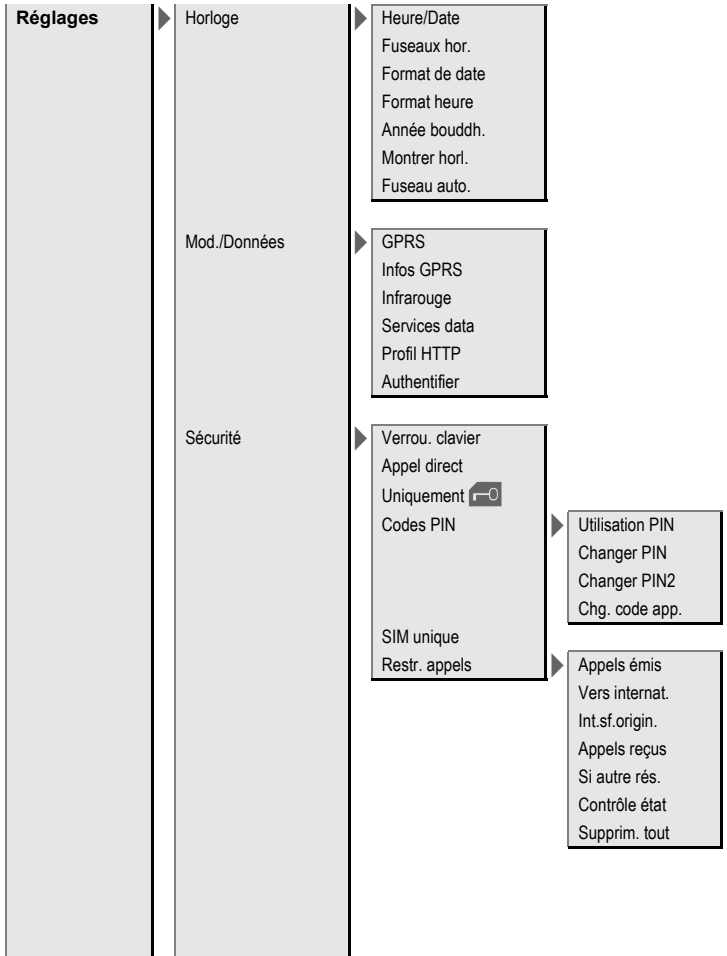 Réglages
Horloge
Heure/Date
Fuseaux hor.
Format de date
Format heure
Année bouddh.
Montrer horl.
Fuseau auto.
Mod./Données
GPRS
Infos GPRS
Infrarouge
Services data
Profil HTTP
Authentifier
Sécurité
Verrou. clavier
Appel direct
Uniquement
Codes PIN
Utilisation PIN
Changer PIN
Changer PIN2
Chg. code app.
SIM unique
Restr. appels
Appels émis
Vers internat.
Int.sf.origin.
Appels reçus
Si autre rés.
Contrôle état
Supprim. tout